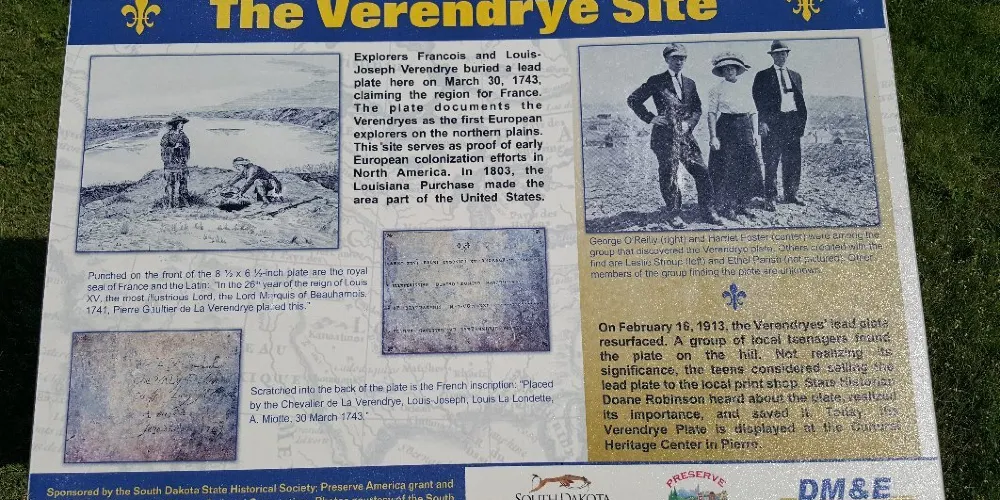 The Verendrye Site
Explorers Francois and Louis-
Joseph Verendrye buried a lead
plate here on March 30, 1743,
claiming the region for France.
The plate documents the
Verendryes as the first European
explorers on the northern plains.
This site serves as proof of early
European colonization efforts in
North America. In 1803, the
Louisiana Purchase made the
area part of the United States.
Punched on the front of the 8 ½ x 6 ½-inch plate are the royal
seal of France and the Latin: "In the 26th year of the reign of Louis
XV, the most illustrious Lord, the Lord Marquis of Beauharnois,
1741, Pierre Gaultier de La Verendrye placed this."
Scratched into the back of the plate is the French inscription: "Placed
by the Chevalier de La Verendrye, Louis-Joseph, Louis La Londette,
A. Miotte. 30 March 1743."
George O'Reilly (right) and Harriet Foster (center) were among the
group that discovered the Verendrye plate. Others credited with the
find are Leslie Stroup (left) and Ethel Parish (not pictured). Other
members of the group finding the plate are unknown.
On February 16, 1913, the Verendryes' lead plate
resurfaced. A group of local teenagers found
the plate on the hill. Not realizing its
significance, the teens considered selling the
lead plate to the local print shop. State historian
Doane Robinson heard about the plate, realized
its importance, and saved it. Today, the
Verendrye Plate is displayed at the Cultural
Heritage Center in Pierre.
Sponsored by the South Dakota State Historical Society; Preserve America grant and
courtesy of the South
SOUTH DAKOTA
PRESERVE
DM&E